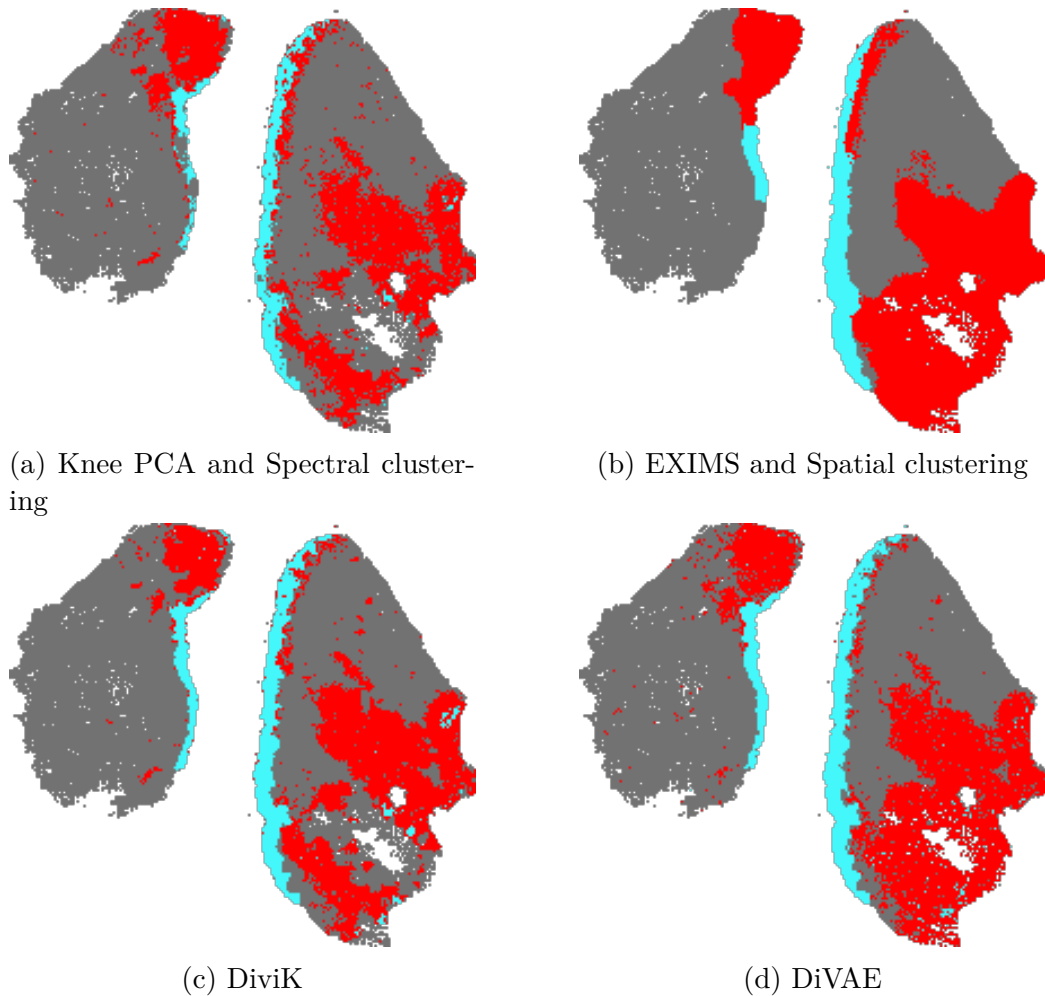 (a) Knee PCA and Spectral cluster-
ing
(b) EXIMS and Spatial clustering
(c) DiviK
(d) DiVAE